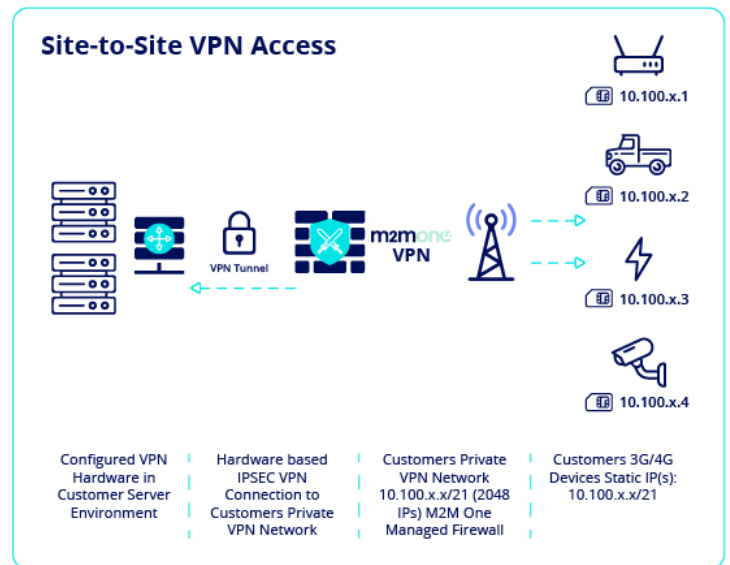 Site-to-Site VPN Access
10.100.x.1
10.100.x.2
10.100.x.3
10.100.x.4
VPN Tunnel
m2mone
VPN
Configured VPN
Hardware in
Customer Server
Environment
Hardware based
IPSEC VPN
Connection to
Customers Private
VPN Network
Customers Private
VPN Network
10.100.x.x/21 (2048
IPs) M2M One
Managed Firewall
Customers 3G/4G
Devices Static IP(s):
10.100.x.x/21